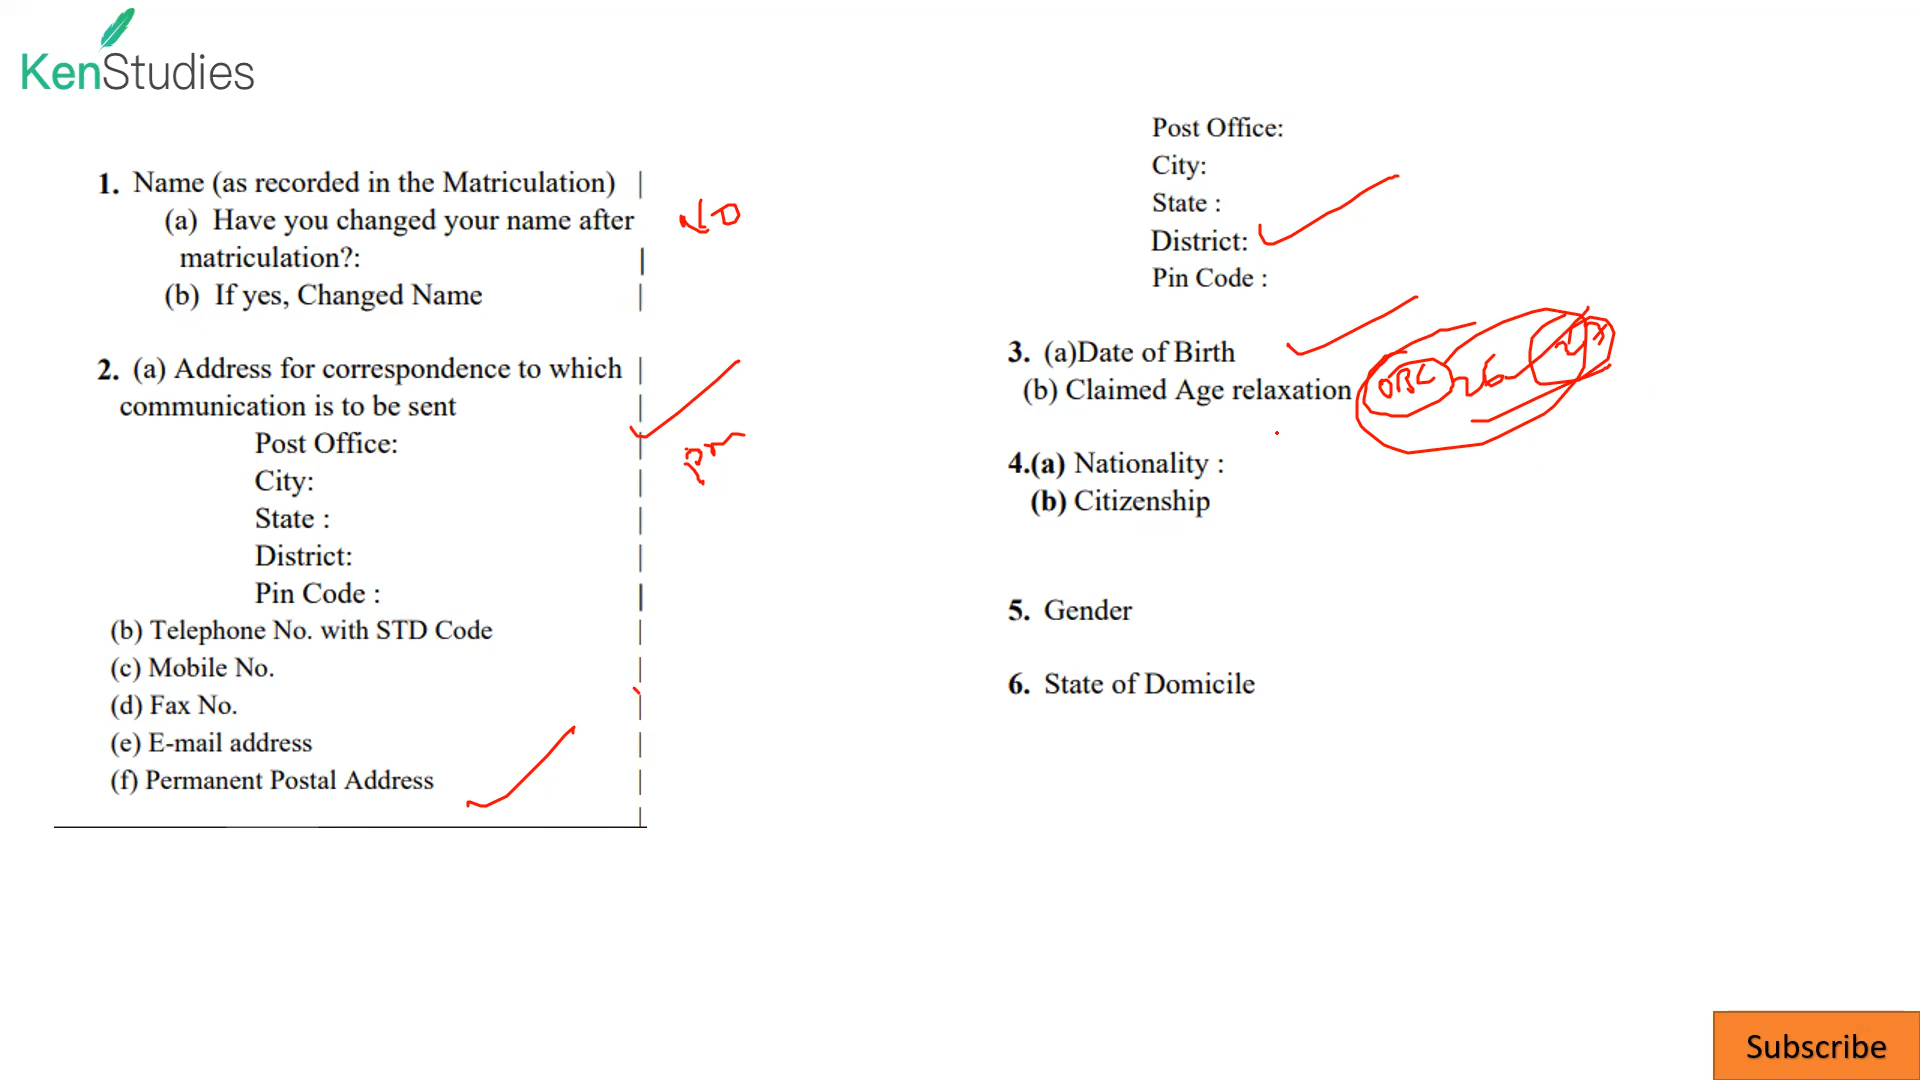 KenStudies
1. Name (as recorded in the Matriculation)
(a) Have you changed your name after
NO
matriculation?:
(b) If yes, Changed Name
2. (a) Address for correspondence to which
communication is to be sent
Post Office:
City:
State :
District:
Pin Code :
(b) Telephone No. with STD Code
(c) Mobile No.
(d) Fax No.
(e) E-mail address
(f) Permanent Postal Address
Post Office:
City:
State :
District:
Pin Code :
3. (a)Date of Birth
(b) Claimed Age relaxation
OBC 26
4.(a) Nationality :
(b) Citizenship
5. Gender
6. State of Domicile
Subscribe